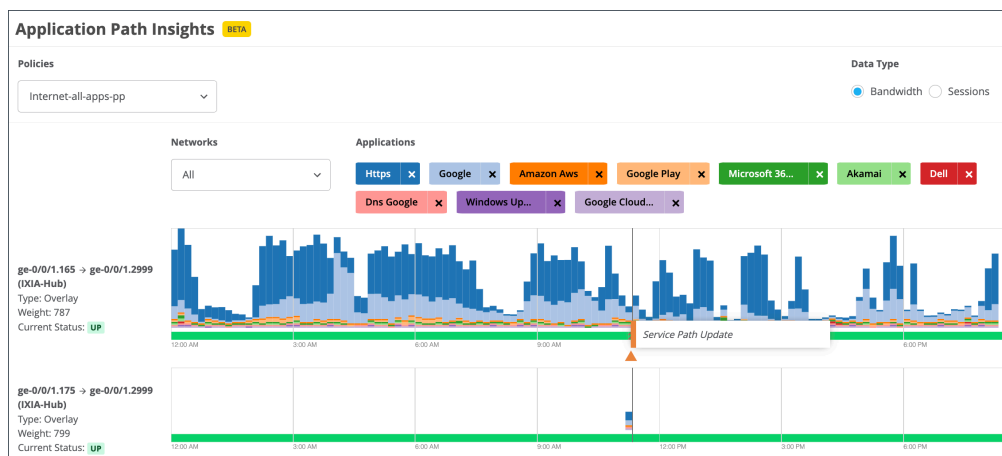 Application Path Insights BETA
Policies
Data Type
Internet-all-apps-pp
Bandwidth Sessions
Networks
Applications
All
Https × Google × Amazon Aws × Google Play × Microsoft 36... × Akamai × Dell ×
Dns Google × Windows Up... × Google Cloud... ×
ge-0/0/1.165 → ge-0/0/1.2999
(IXIA-Hub)
Type: Overlay
Weight: 787
Current Status: UP
Service Path Update
12:00 AM 3:00 AM 6:00 AM 9:00 AM 6:00 PM
ge-0/0/1.175 → ge-0/0/1.2999
(IXIA-Hub)
Type: Overlay
Weight: 799
Current Status: UP
12:00 AM 3:00 AM 6:00 AM 9:00 AM 12:00 PM 3:00 PM 6:00 PM